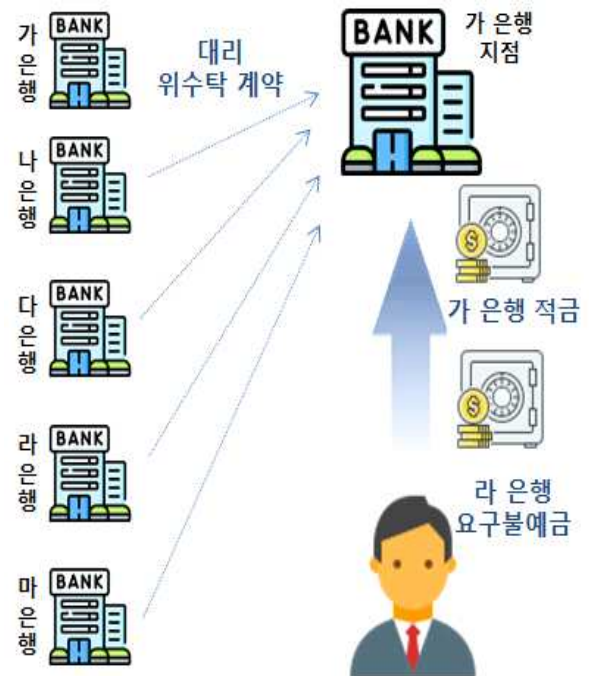 가 은행
BANK
대리
위수탁 계약
BANK
가 은행
지점
나 은행
BANK
다 은행
BANK
가 은행 적금
라 은행
BANK
라 은행
요구불예금
마 은행
BANK